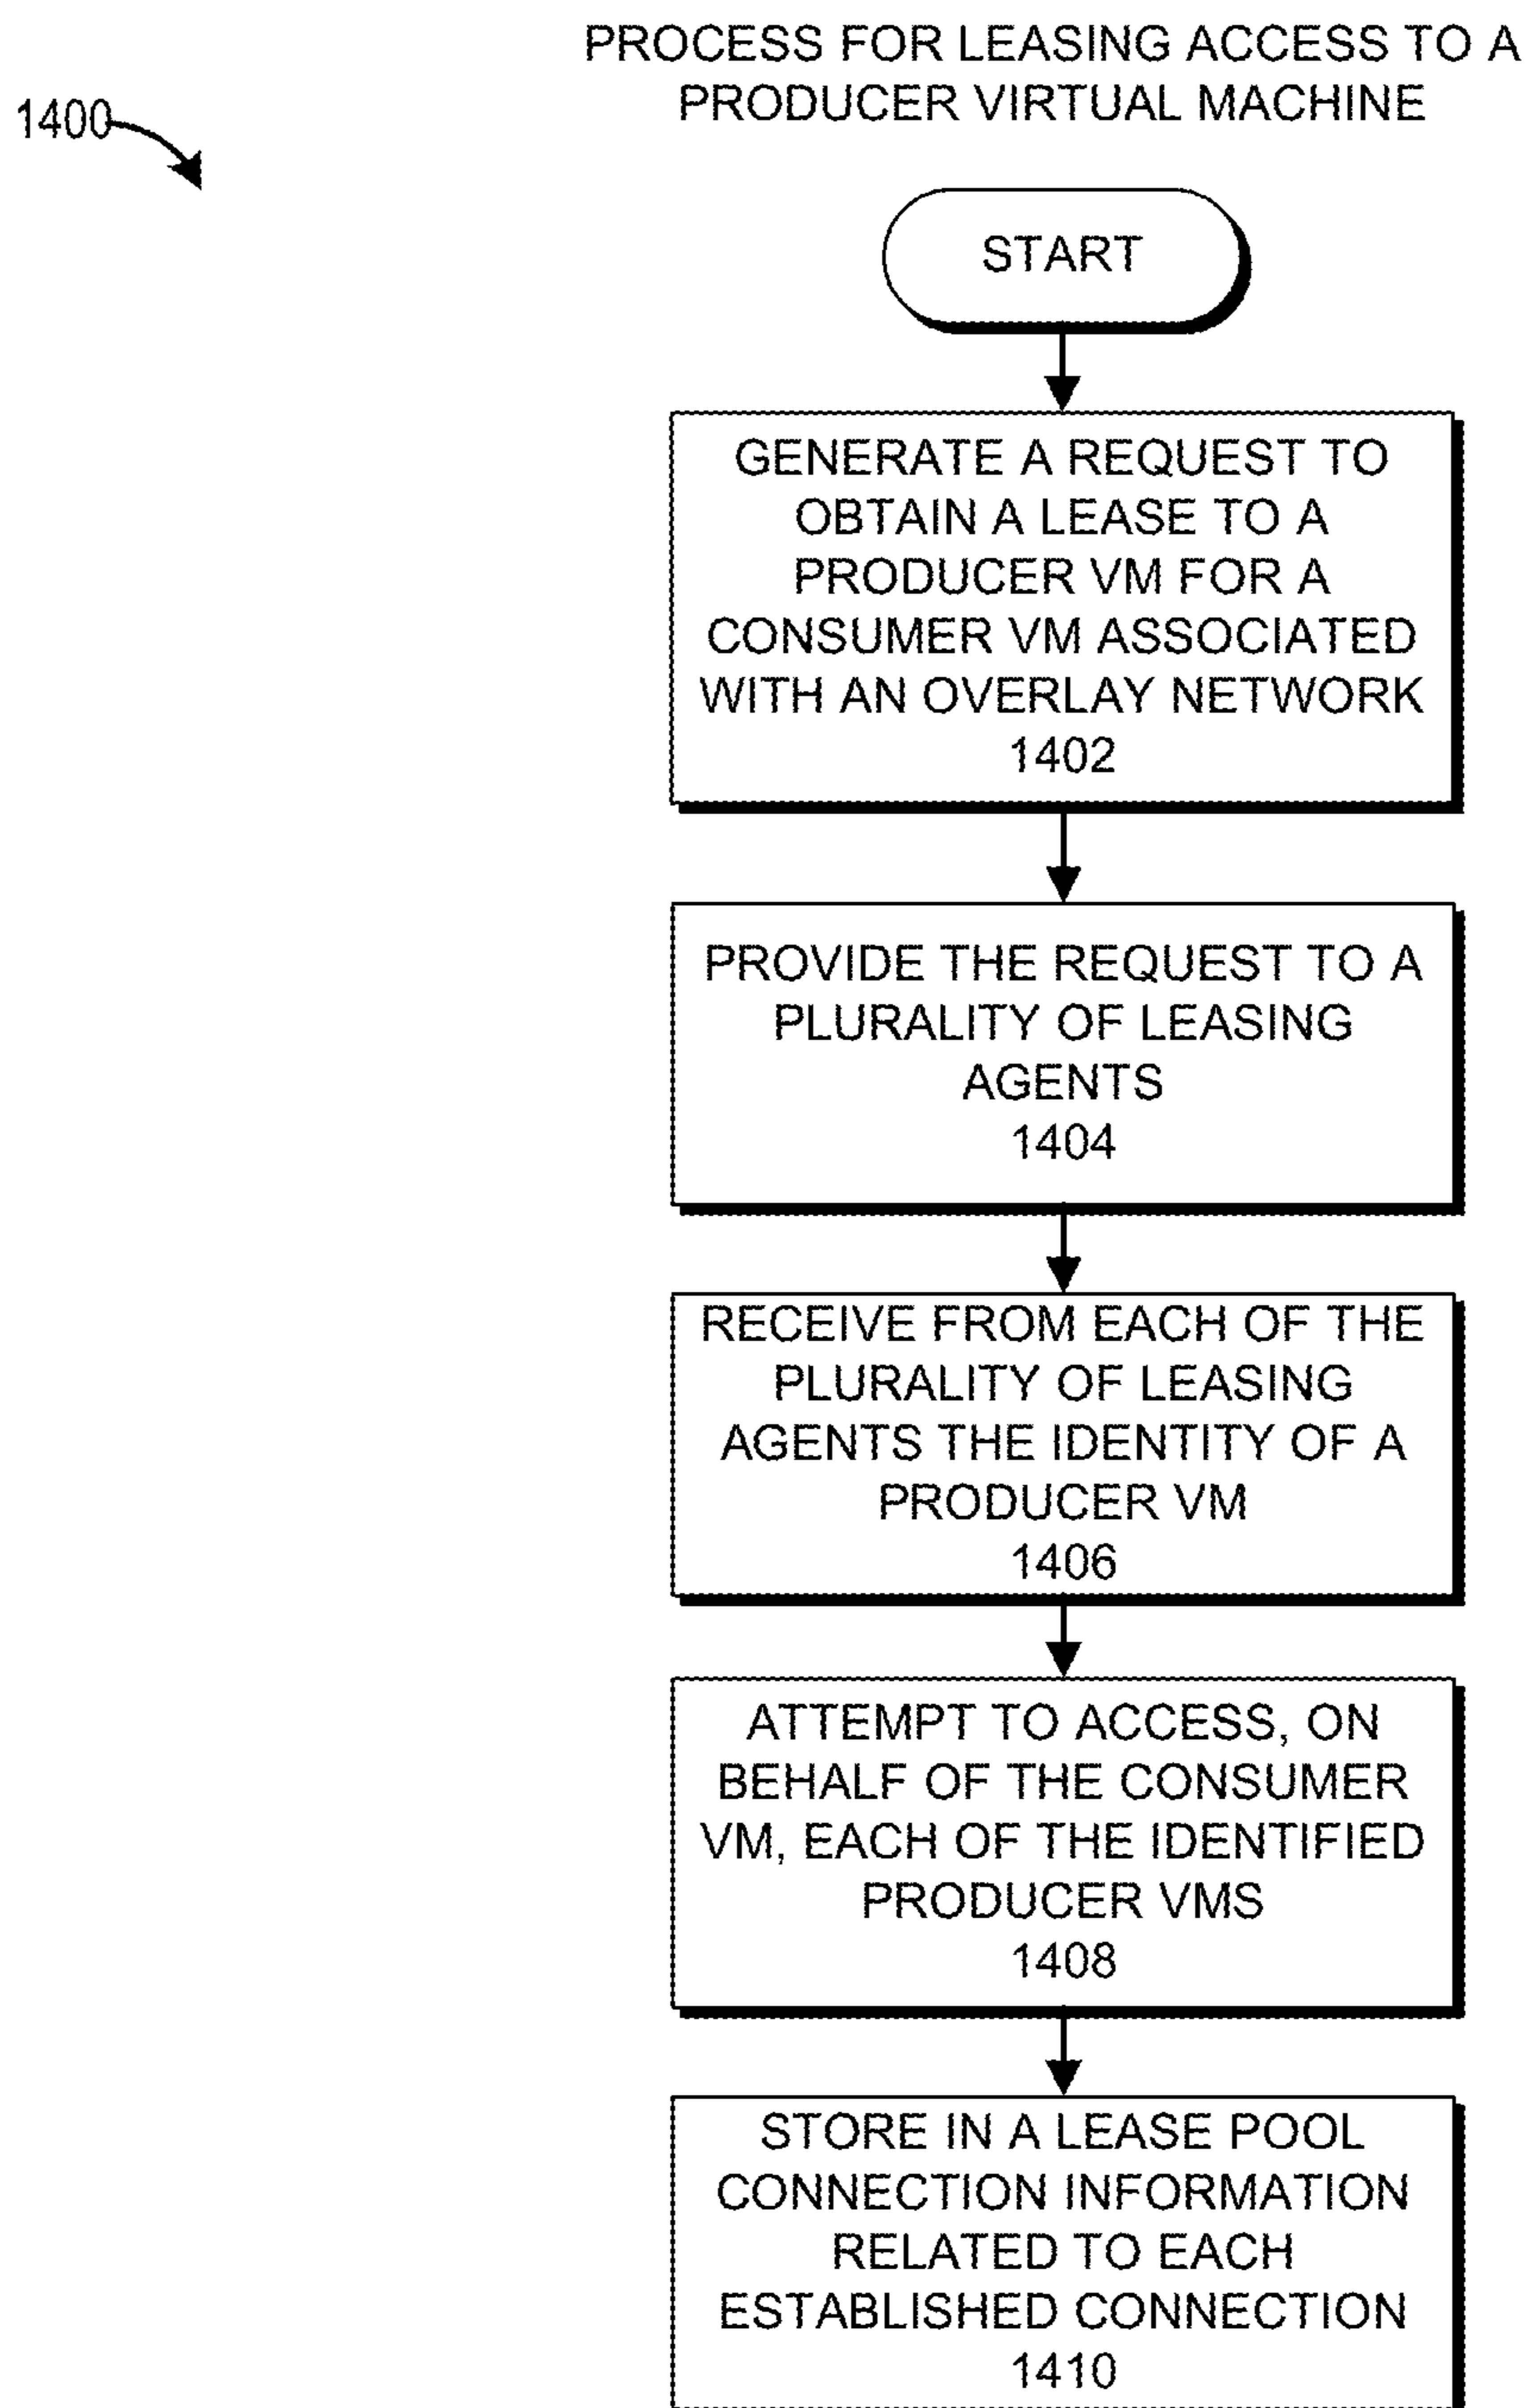 PROCESS FOR LEASING ACCESS TO A
PRODUCER VIRTUAL MACHINE
1400
START
GENERATE A REQUEST TO
OBTAIN A LEASE TO A
PRODUCER VM FOR A
CONSUMER VM ASSOCIATED
WITH AN OVERLAY NETWORK
1402
PROVIDE THE REQUEST TO A
PLURALITY OF LEASING
AGENTS
1404
RECEIVE FROM EACH OF THE
PLURALITY OF LEASING
AGENTS THE IDENTITY OF A
PRODUCER VM
1406
ATTEMPT TO ACCESS, ON
BEHALF OF THE CONSUMER
VM, EACH OF THE IDENTIFIED
PRODUCER VMS
1408
STORE IN A LEASE POOL
CONNECTION INFORMATION
RELATED TO EACH
ESTABLISHED CONNECTION
1410